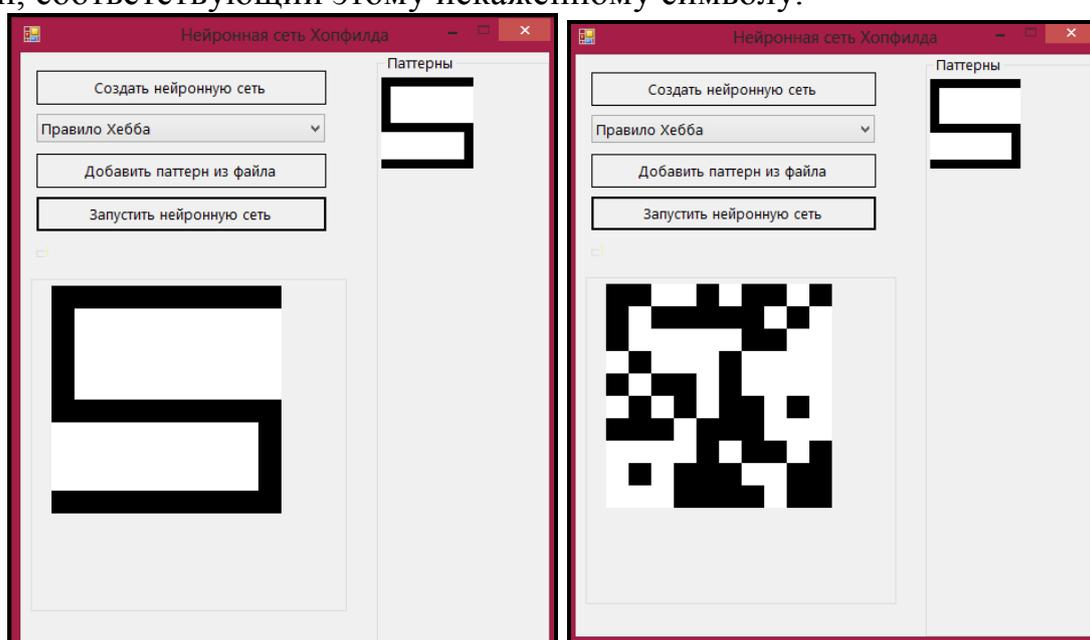 соответствующий этому искаженному символу.
Нейронная сеть Хопфилда
Паттерны
Создать нейронную сеть
Правило Хебба
Добавить паттерн из файла
Запустить нейронную сеть
Нейронная сеть Хопфилда
Паттерны
Создать нейронную сеть
Правило Хебба
Добавить паттерн из файла
Запустить нейронную сеть